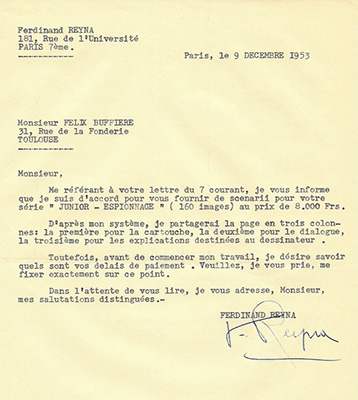 Ferdinand REYNA
181, Rue de l'Université
PARIS 7ème.
Paris, le 9 DECEMBRE 1953
Monsieur FELIX BUFFIERE
31, Rue de la Fonderie
TOULOUSE
Monsieur,
Me référant à votre lettre du 7 courant, je vous informe
que je suis d'accord pour vous fournir de scenarii pour votre
série " JUNIOR - ESPIONNAGE " ( 160 images) au prix de 8.000 Frs.
D'après mon système, je partagerai la page en trois colon-
nes: la première pour la cartouche, la deuxième pour le dialogue,
la troisième pour les explications destinées au dessinateur .
Toutefois, avant de commencer mon travail, je désire savoir
quels sont vos delais de paiement . Veuillez, je vous prie, me
fixer exactement sur ce point.
Dans l'attente de vous lire, je vous adresse, Monsieur,
mes salutations distinguées.-
FERDINAND REYNA
F. Reyna